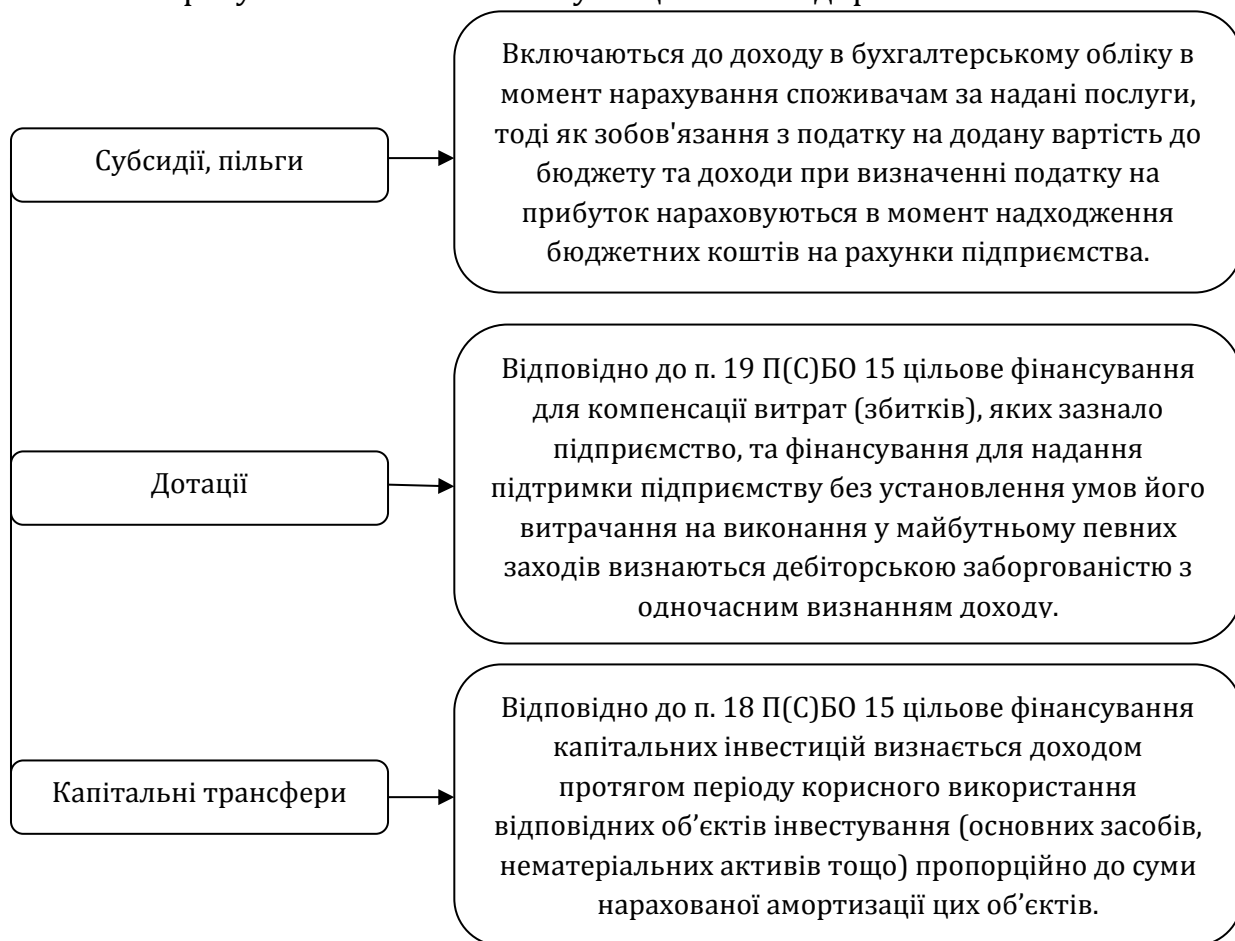 Субсидії, пільги
Включаються до доходу в бухгалтерському обліку в
момент нарахування споживачам за надані послуги,
тоді як зобов'язання з податку на додану вартість до
бюджету та доходи при визначенні податку на
прибуток нараховуються в момент надходження
бюджетних коштів на рахунки підприємства.
Дотації
Відповідно до п. 19 П(С)БО 15 цільове фінансування
для компенсації витрат (збитків), яких зазнало
підприємство, та фінансування для надання
підтримки підприємству без установлення умов його
витрачання на виконання у майбутньому певних
заходів визнаються дебіторською заборгованістю з
одночасним визнанням доходу.
Капітальні трансфери
Відповідно до п. 18 П(С)БО 15 цільове фінансування
капітальних інвестицій визнається доходом
протягом періоду корисного використання
відповідних об’єктів інвестування (основних засобів,
нематеріальних активів тощо) пропорційно до суми
нарахованої амортизації цих об’єктів.